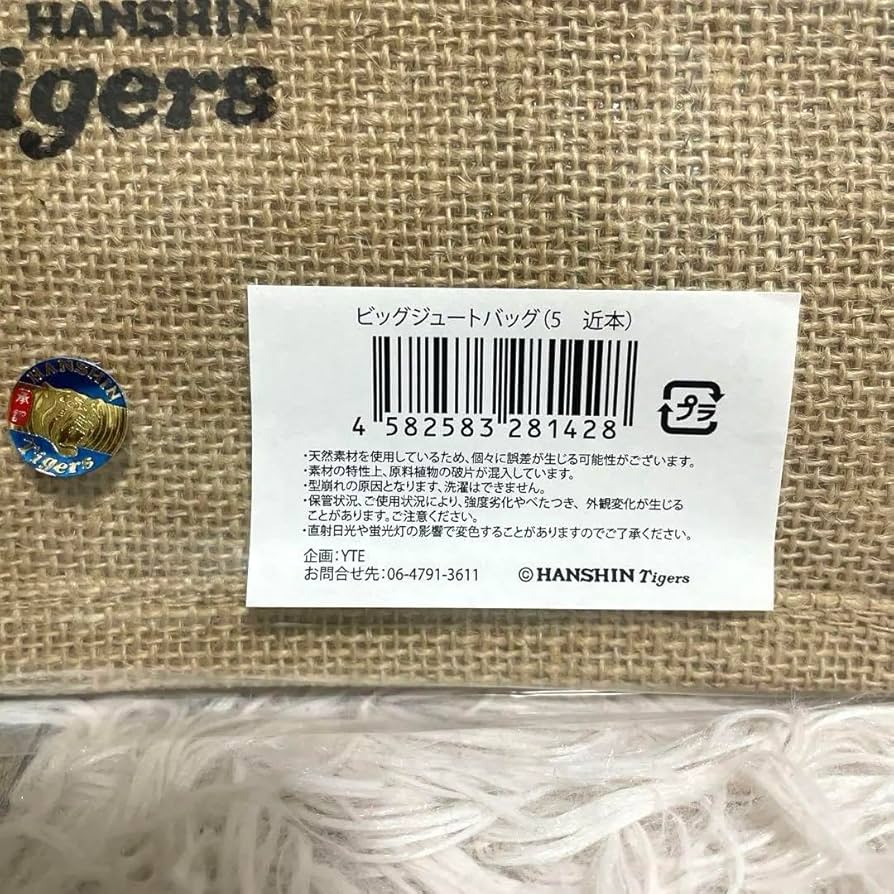 HANSHIN
igers
HANSHIN
承認
Tigers
ビッグジュートバッグ(5　近本)
4 582583 281428
プラ
・天然素材を使用しているため、個々に誤差が生じる可能性がございます。
・素材の特性上、原料植物の破片が混入しています。
・型崩れの原因となります、洗濯はできません。
・保管状況、ご使用状況により、強度劣化やべたつき、外観変化が生じる
ことがあります。ご注意ください。
・直射日光や蛍光灯の影響で変色することがありますのでご了承ください。
企画：YTE
お問合せ先：06-4791-3611
©HANSHIN Tigers